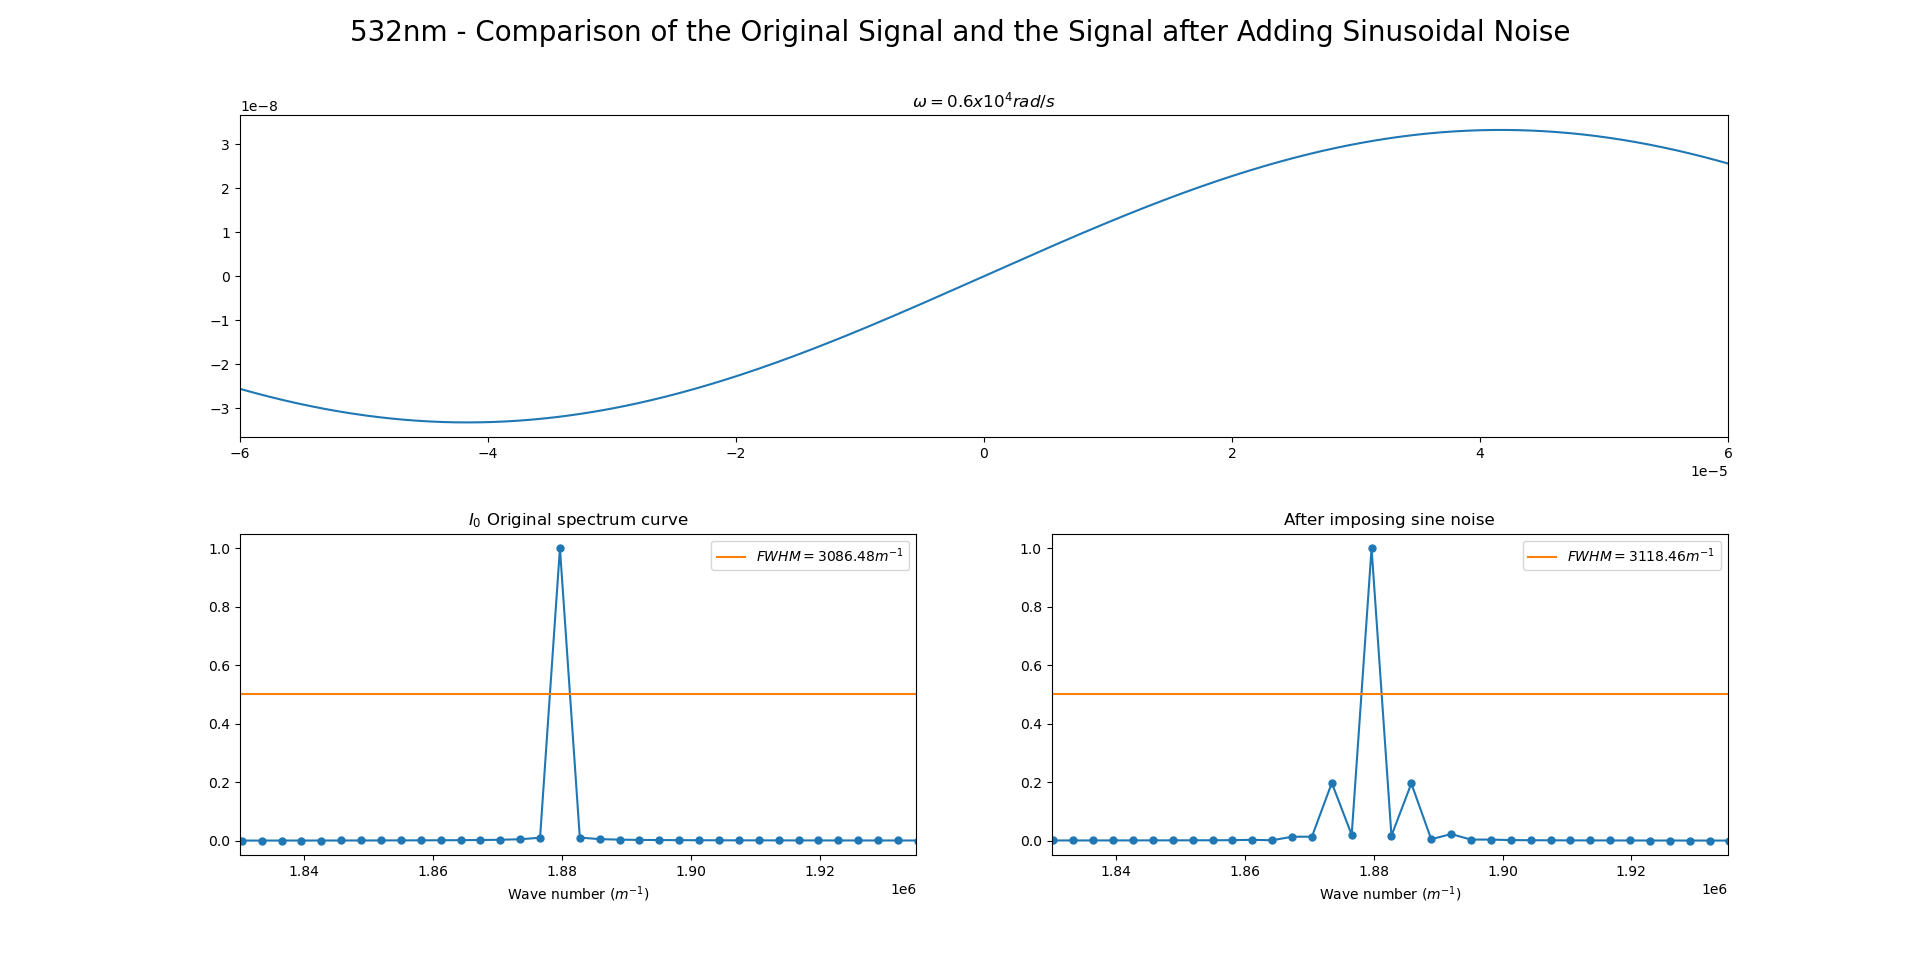 532nm - Comparison of the Original Signal and the Signal after Adding Sinusoidal Noise
ω = 0.6x10⁴rad/s
1e−8
3
2
1
0
−1
−2
−3
−6 −4 −2 0 2 4 6
1e−5
I₀ Original spectrum curve
FWHM = 3086.48m⁻¹
1.0
0.8
0.6
0.4
0.2
0.0
1.84 1.86 1.88 1.90 1.92
1e6
Wave number (m⁻¹)
After imposing sine noise
FWHM = 3118.46m⁻¹
1.0
0.8
0.6
0.4
0.2
0.0
1.84 1.86 1.88 1.90 1.92
1e6
Wave number (m⁻¹)